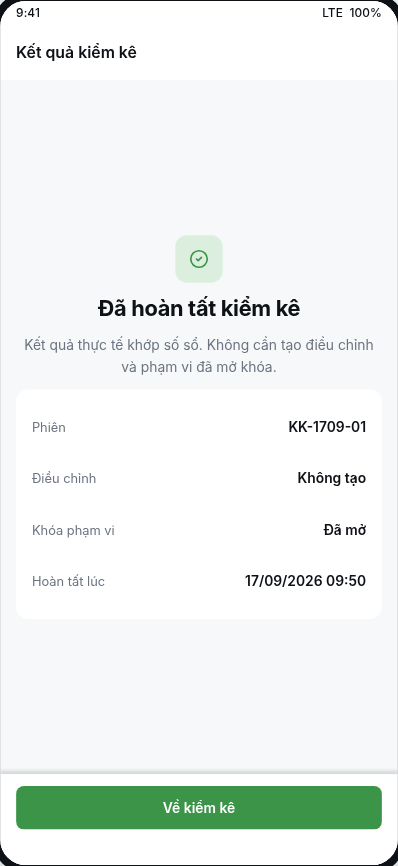 9:41
LTE 100%
Kết quả kiểm kê
Đã hoàn tất kiểm kê
Kết quả thực tế khớp số sổ. Không cần tạo điều chỉnh
và phạm vi đã mở khóa.
Phiên
KK-1709-01
Điều chỉnh
Không tạo
Khóa phạm vi
Đã mở
Hoàn tất lúc
17/09/2026 09:50
Về kiểm kê